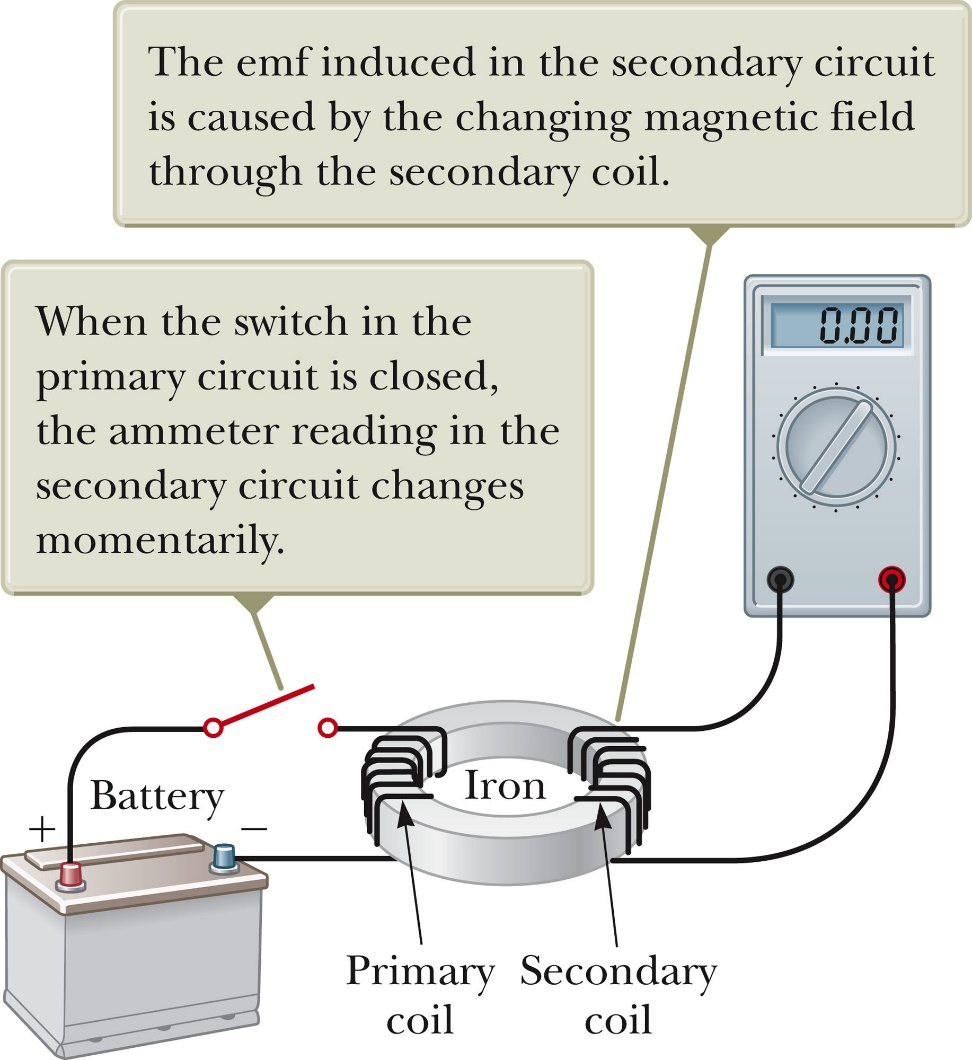 The emf induced in the secondary circuit
is caused by the changing magnetic field
through the secondary coil.
When the switch in the
primary circuit is closed,
the ammeter reading in the
secondary circuit changes
momentarily.
0.00
Iron
Battery
+ −
Primary
coil
Secondary
coil